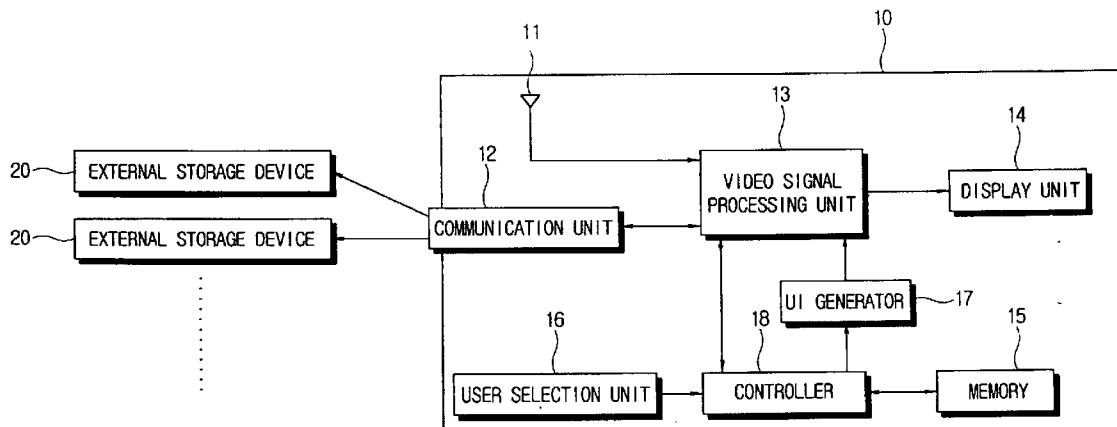 10
11
13
14
20
EXTERNAL STORAGE DEVICE
12
VIDEO SIGNAL
PROCESSING UNIT
DISPLAY UNIT
20
EXTERNAL STORAGE DEVICE
COMMUNICATION UNIT
UI GENERATOR
17
16
18
15
USER SELECTION UNIT
CONTROLLER
MEMORY